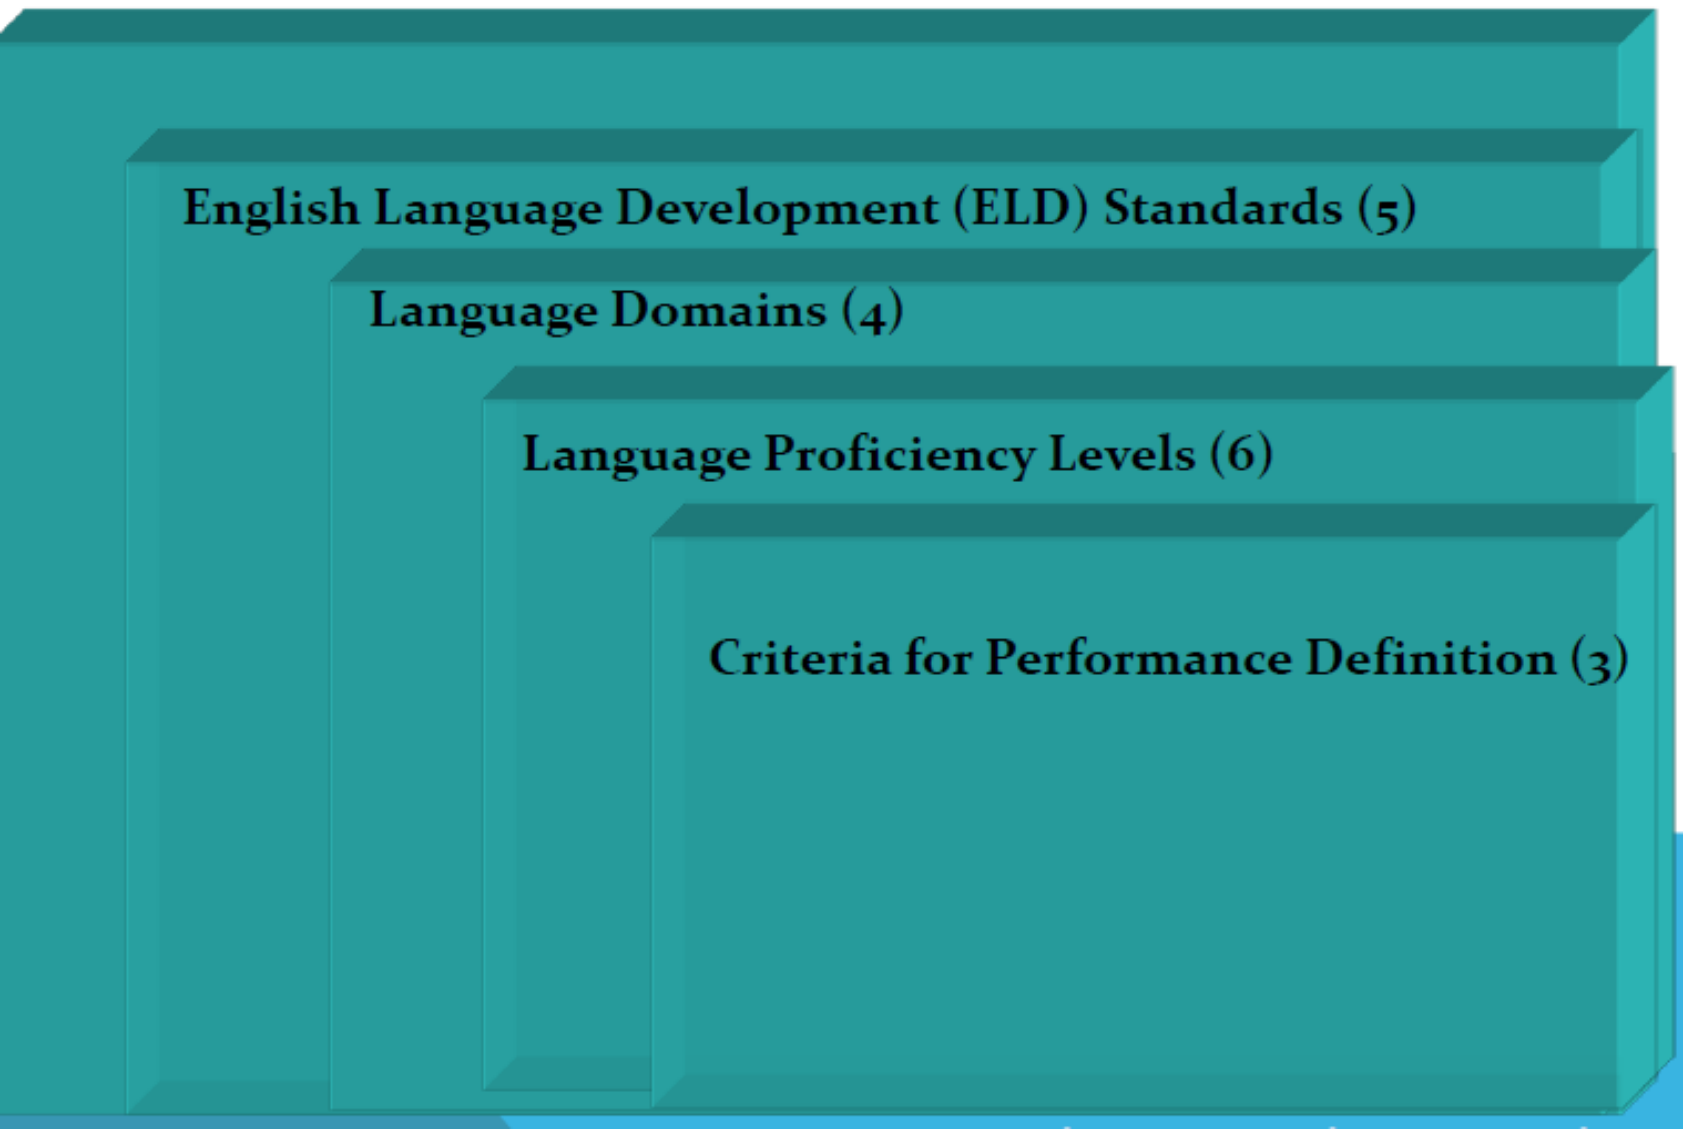 English Language Development (ELD) Standards (5)
Language Domains (4)
Language Proficiency Levels (6)
Criteria for Performance Definition (3)